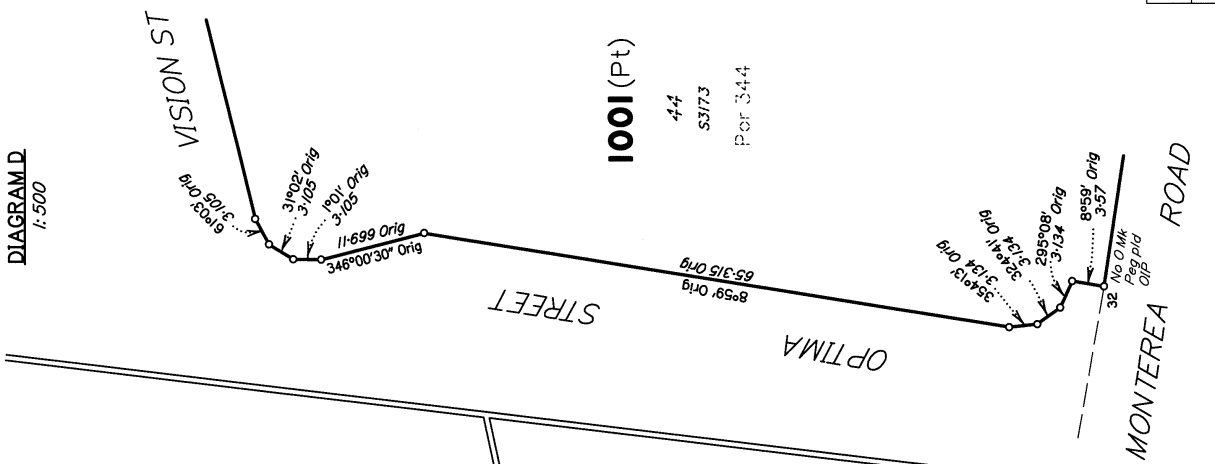 DIAGRAM D
1:500
VISION ST
61°03' Orig
3·105
31°02' Orig
3·105
1°01' Orig
3·105
11·699 Orig
346°00'30" Orig
1001 (Pt)
44
S3173
Por 344
65·315 Orig
8°59' Orig
OPTIMA STREET
354°13' Orig
3·134
324°41' Orig
3·134
295°08' Orig
3·134
8°59' Orig
3·57
32
No O Mk
Peg pld
OIP
MONTEREA ROAD